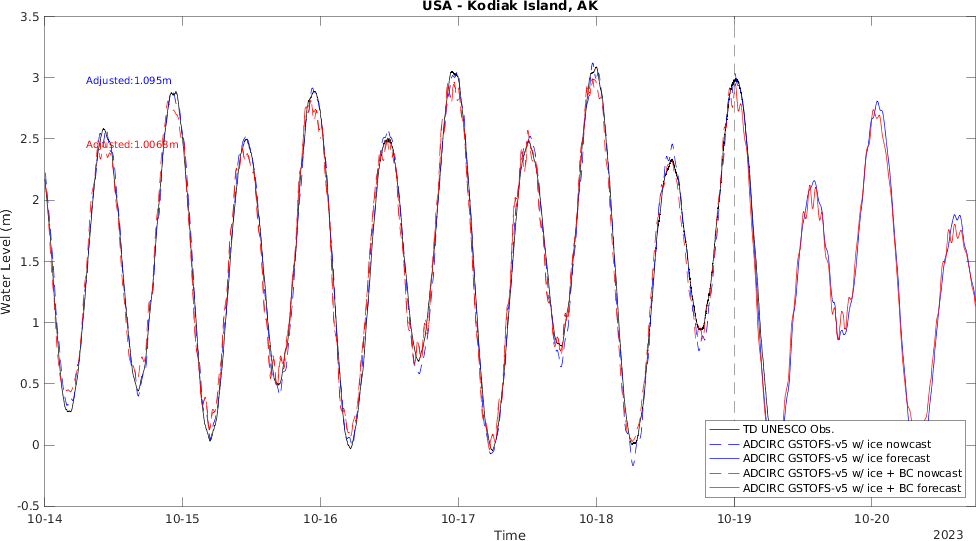 USA - Kodiak Island, AK
3.5
3
2.5
2
1.5
1
0.5
0
-0.5
Water Level (m)
Adjusted:1.095m
Adjusted:1.0063m
TD UNESCO Obs.
ADCIRC GSTOFS-v5 w/ ice nowcast
ADCIRC GSTOFS-v5 w/ ice forecast
ADCIRC GSTOFS-v5 w/ ice + BC nowcast
ADCIRC GSTOFS-v5 w/ ice + BC forecast
10-14 10-15 10-16 10-17 10-18 10-19 10-20
Time
2023